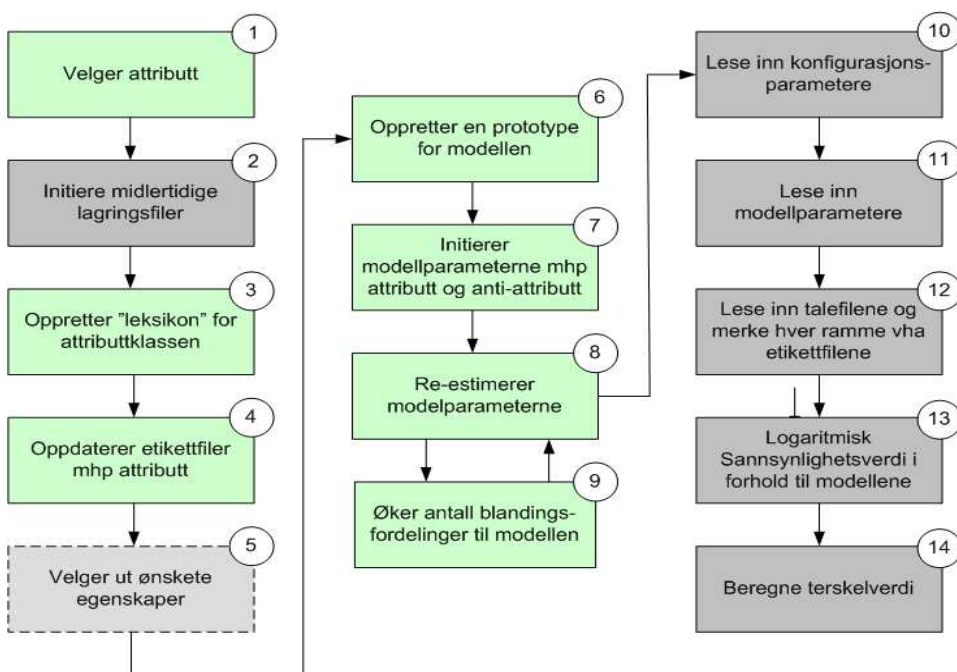 1
Velger attributt
2
Initiere midlertidige
lagringsfiler
3
Oppretter "leksikon" for
attributtklassen
4
Oppdaterer etikettfiler
mhp attributt
5
Velger ut ønskete
egenskaper
6
Oppretter en prototype
for modellen
7
Initierer
modellparameterne mhp
attributt og anti-attributt
8
Re-estimerer
modelparameterne
9
Øker antall blandings-
fordelinger til modellen
10
Lese inn konfigurasjons-
parametere
11
Lese inn
modellparametere
12
Lese inn talefilene og
merke hver ramme vha
etikettfilene
13
Logaritmisk
Sannsynlighetsverdi i
forhold til modellene
14
Beregne terskelverdi